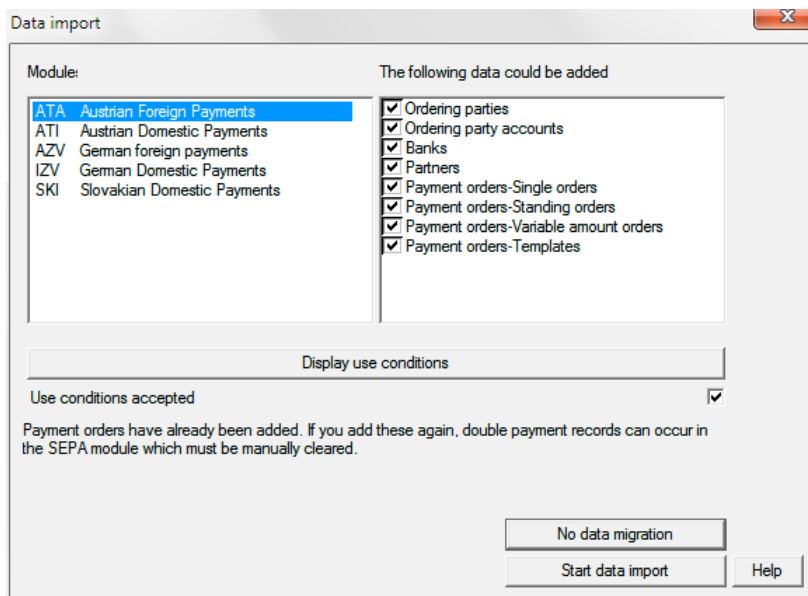 Data import
Module:
The following data could be added
ATA Austrian Foreign Payments
ATI Austrian Domestic Payments
AZV German foreign payments
IZV German Domestic Payments
SKI Slovakian Domestic Payments
Ordering parties
Ordering party accounts
Banks
Partners
Payment orders-Single orders
Payment orders-Standing orders
Payment orders-Variable amount orders
Payment orders-Templates
Display use conditions
Use conditions accepted
Payment orders have already been added. If you add these again, double payment records can occur in
the SEPA module which must be manually cleared.
No data migration
Start data import
Help